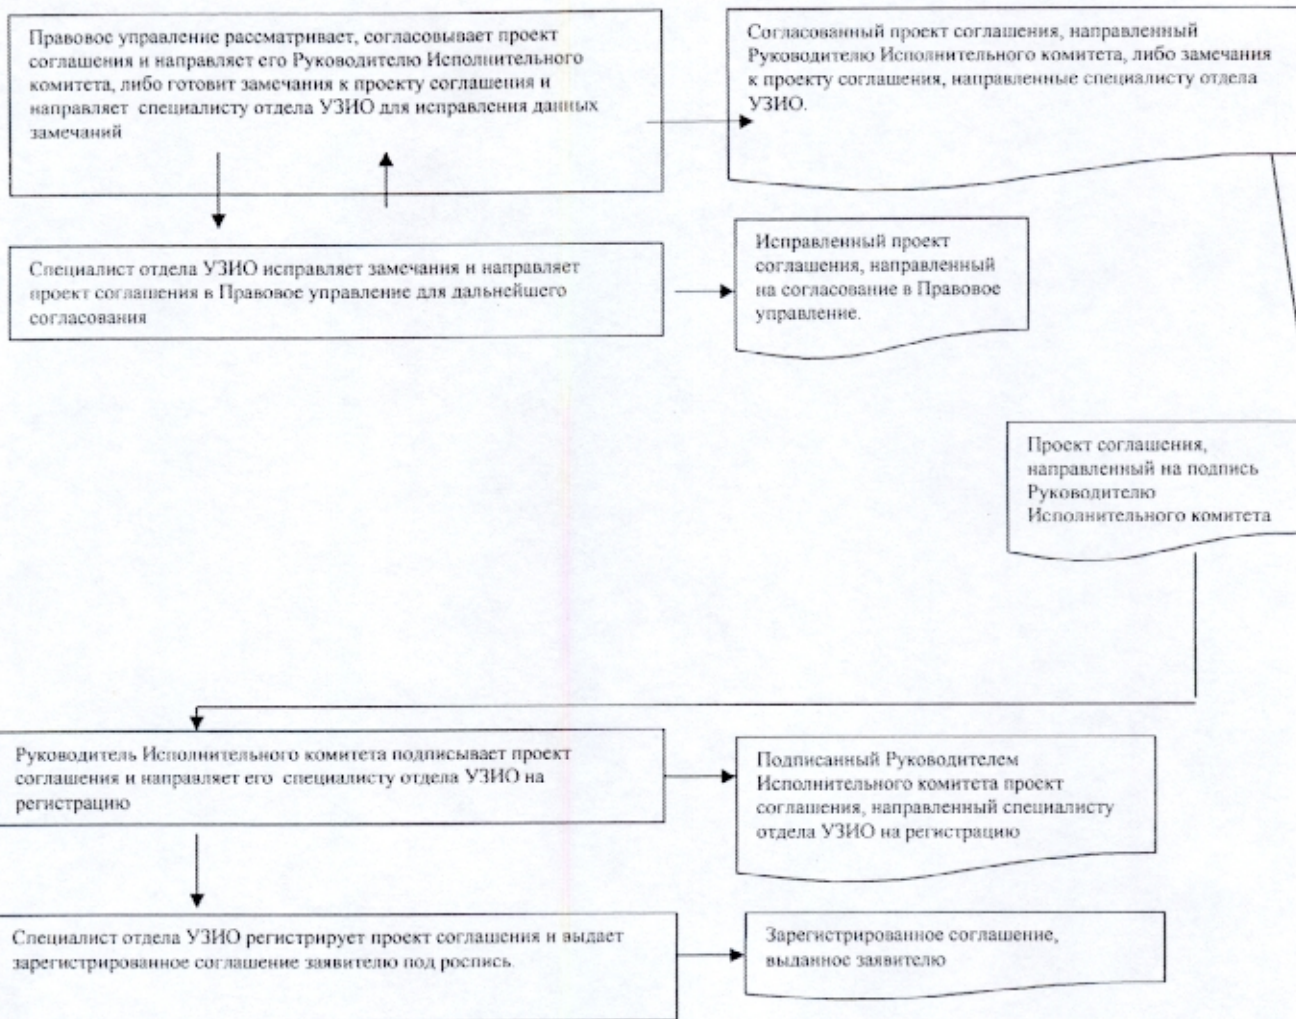 Правовое управление рассматривает, согласовывает проект
соглашения и направляет его Руководителю Исполнительного
комитета, либо готовит замечания к проекту соглашения и
направляет специалисту отдела УЗИО для исправления данных
замечаний
Согласованный проект соглашения, направленный
Руководителю Исполнительного комитета, либо замечания
к проекту соглашения, направленные специалисту отдела
УЗИО.
Специалист отдела УЗИО исправляет замечания и направляет
проект соглашения в Правовое управление для дальнейшего
согласования
Исправленный проект
соглашения, направленный
на согласование в Правовое
управление.
Проект соглашения,
направленный на подпись
Руководителю
Исполнительного комитета
Руководитель Исполнительного комитета подписывает проект
соглашения и направляет его специалисту отдела УЗИО на
регистрацию
Подписанный Руководителем
Исполнительного комитета проект
соглашения, направленный специалисту
отдела УЗИО на регистрацию
Специалист отдела УЗИО регистрирует проект соглашения и выдает
зарегистрированное соглашение заявителю под роспись.
Зарегистрированное соглашение,
выданное заявителю